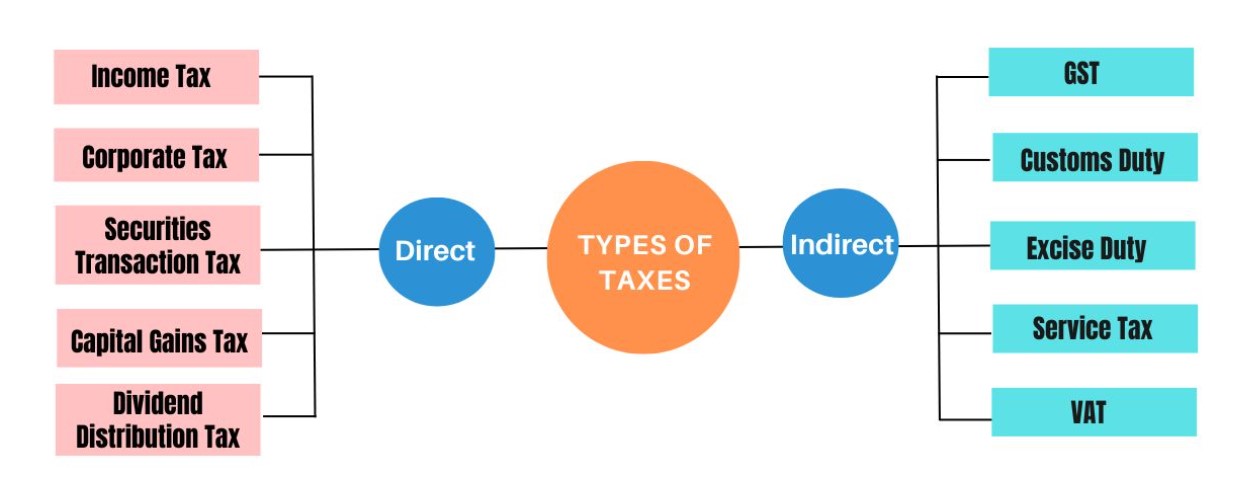 Income Tax
Corporate Tax
Securities
Transaction Tax
Capital Gains Tax
Dividend
Distribution Tax
Direct
TYPES OF
TAXES
Indirect
GST
Customs Duty
Excise Duty
Service Tax
VAT